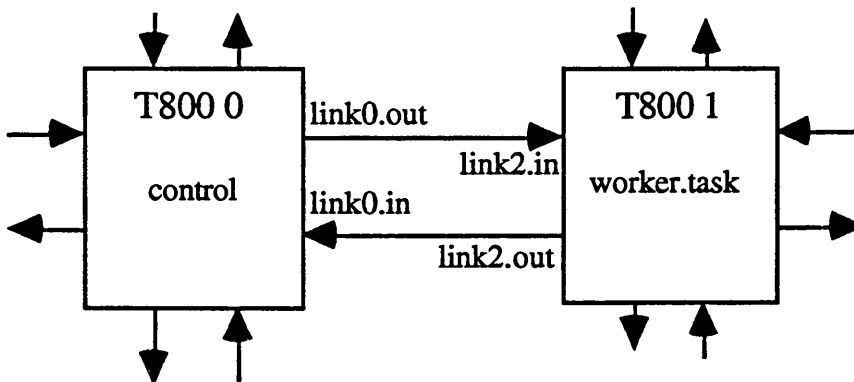 T800 0
control
link0.out
link2.in
link0.in
link2.out
T800 1
worker.task